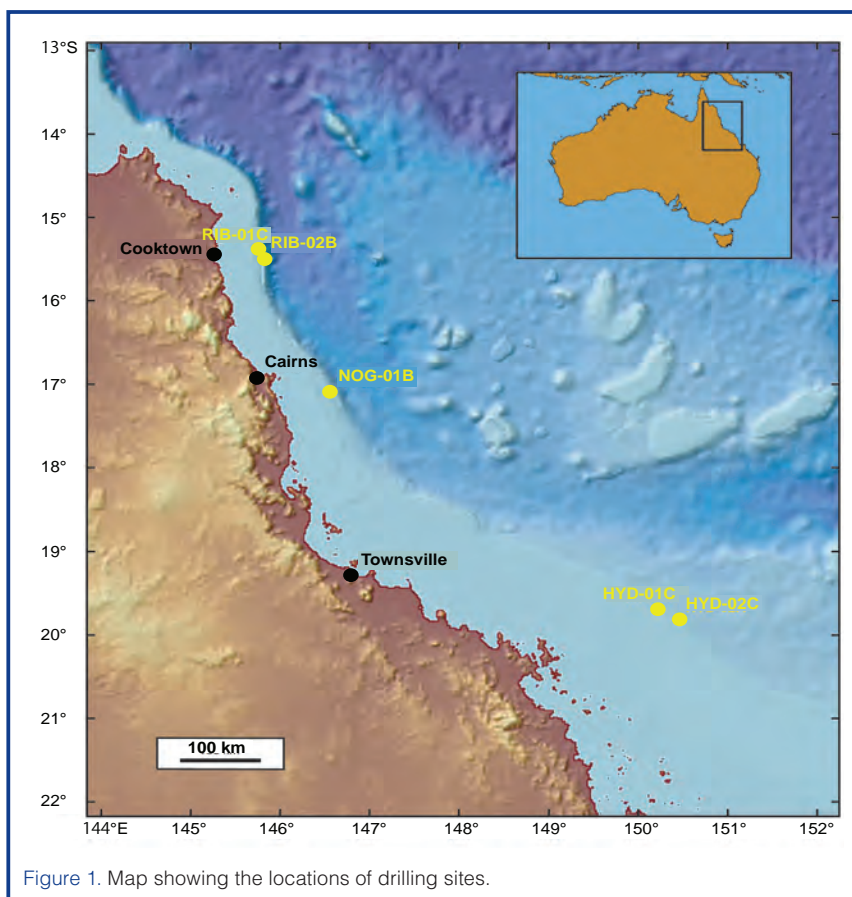 13°S
14°
15°
RIB-01C
RIB-02B
Cooktown
16°
Cairns
17°
NOG-01B
18°
19°
Townsville
HYD-01C
HYD-02C
20°
21°
100 km
22°
144°E 145° 146° 147° 148° 149° 150° 151° 152°
Figure 1. Map showing the locations of drilling sites.